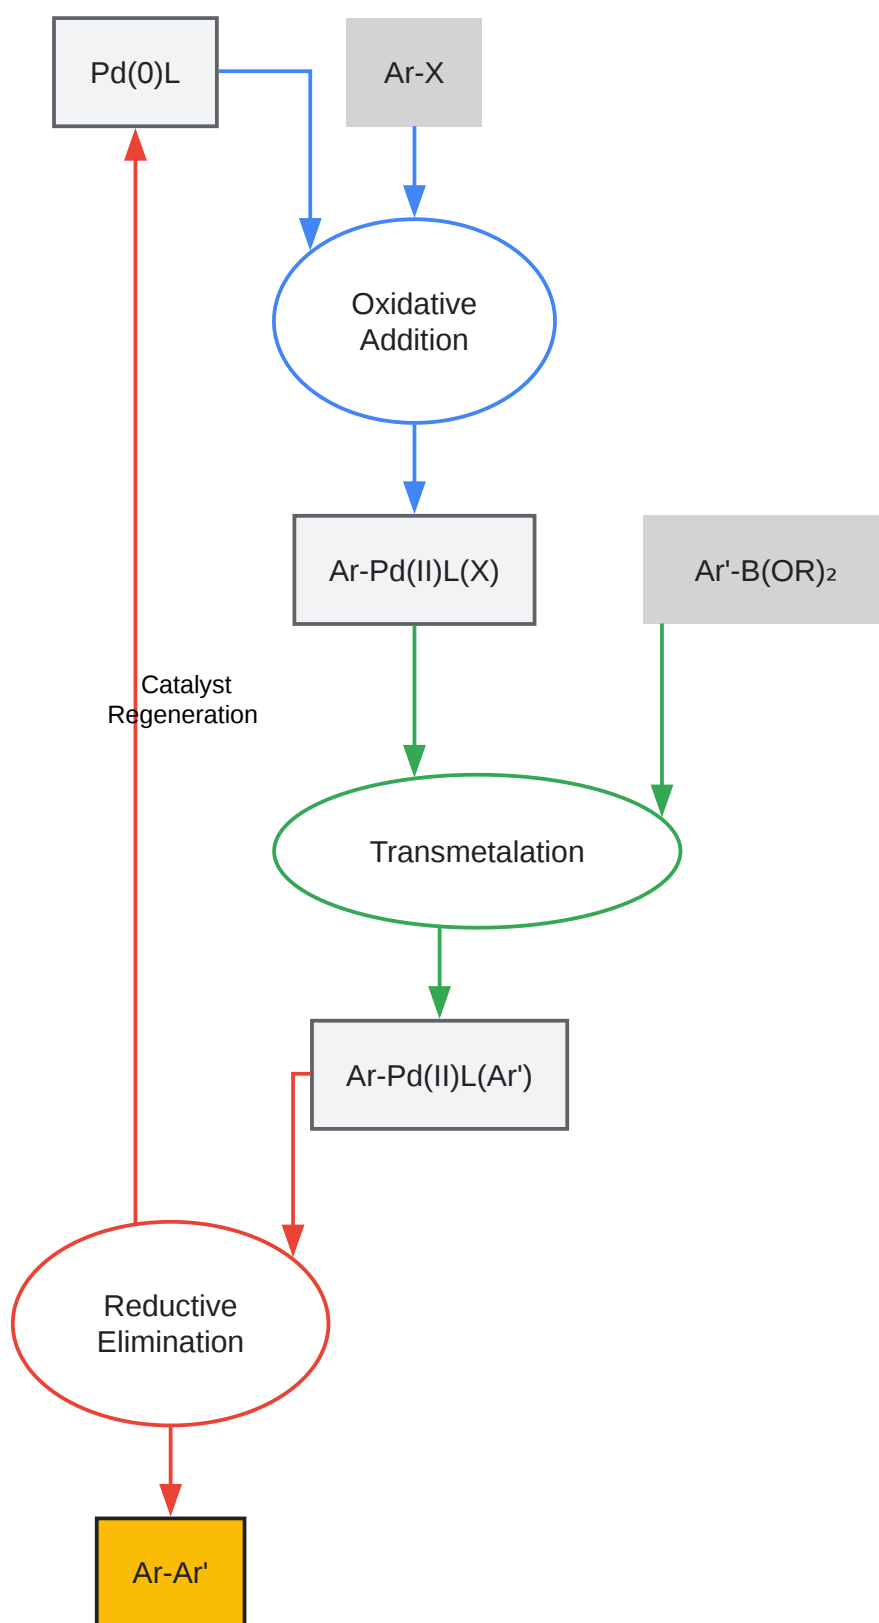 Pd(0)L
Ar-X
Oxidative
Addition
Ar-Pd(II)L(X)
Ar'-B(OR)₂
Catalyst
Regeneration
Transmetalation
Ar-Pd(II)L(Ar')
Reductive
Elimination
Ar-Ar'